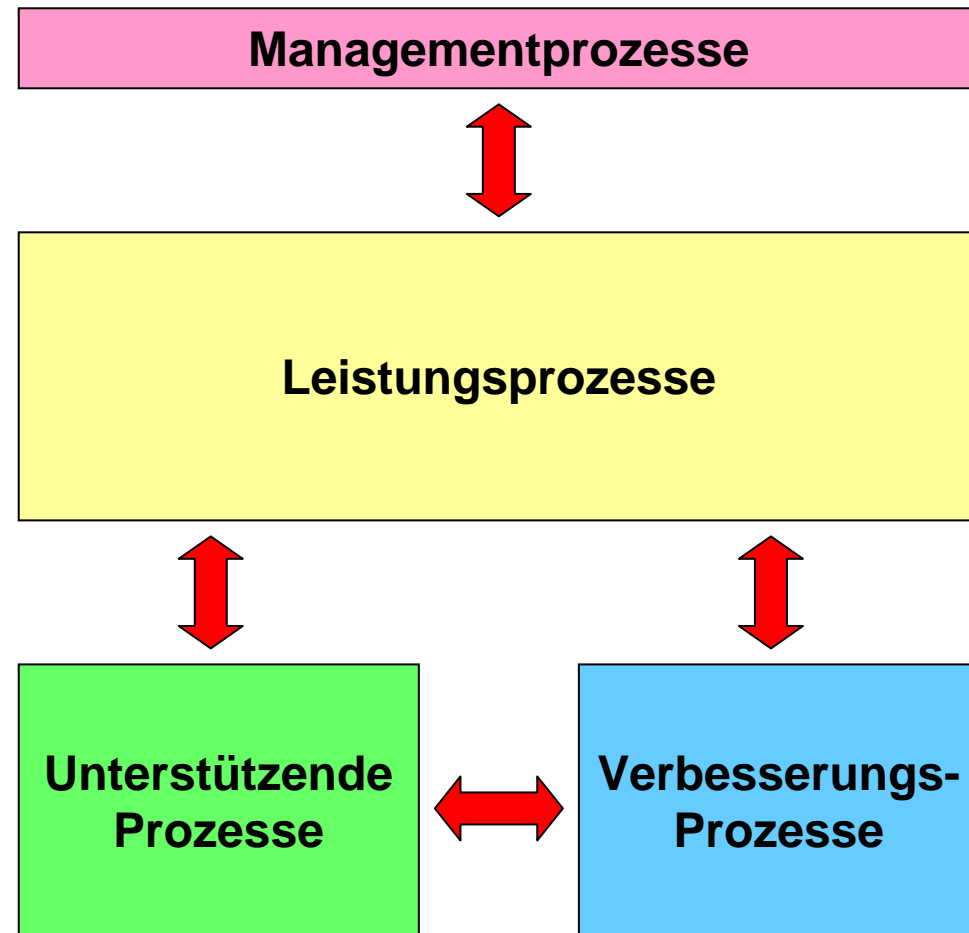 Managementprozesse
Leistungsprozesse
Unterstützende
Prozesse
Verbesserungs-
Prozesse